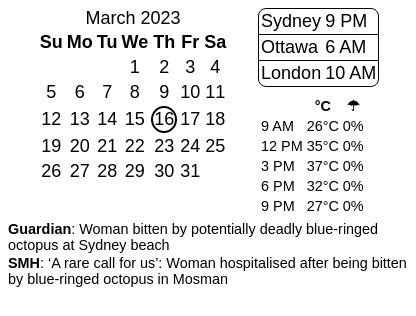 March 2023
Su Mo Tu We Th Fr Sa
1 2 3 4
5 6 7 8 9 10 11
12 13 14 15 16 17 18
19 20 21 22 23 24 25
26 27 28 29 30 31
Sydney 9 PM
Ottawa 6 AM
London 10 AM
°C ☂
9 AM 26°C 0%
12 PM 35°C 0%
3 PM 37°C 0%
6 PM 32°C 0%
9 PM 27°C 0%
Guardian: Woman bitten by potentially deadly blue-ringed
octopus at Sydney beach
SMH: ‘A rare call for us’: Woman hospitalised after being bitten
by blue-ringed octopus in Mosman